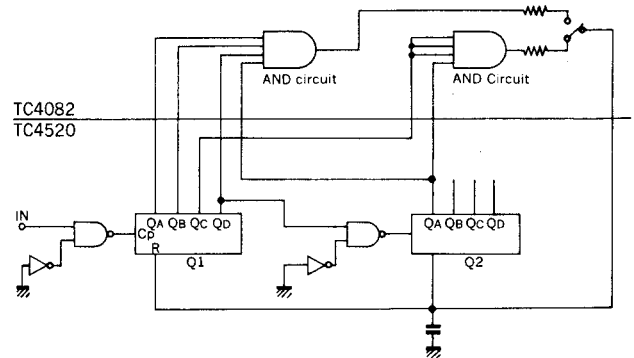 AND circuit
AND Circuit
TC4082
TC4520
IN
QA QB QC QD
CP
R
Q1
QA QB QC QD
Q2